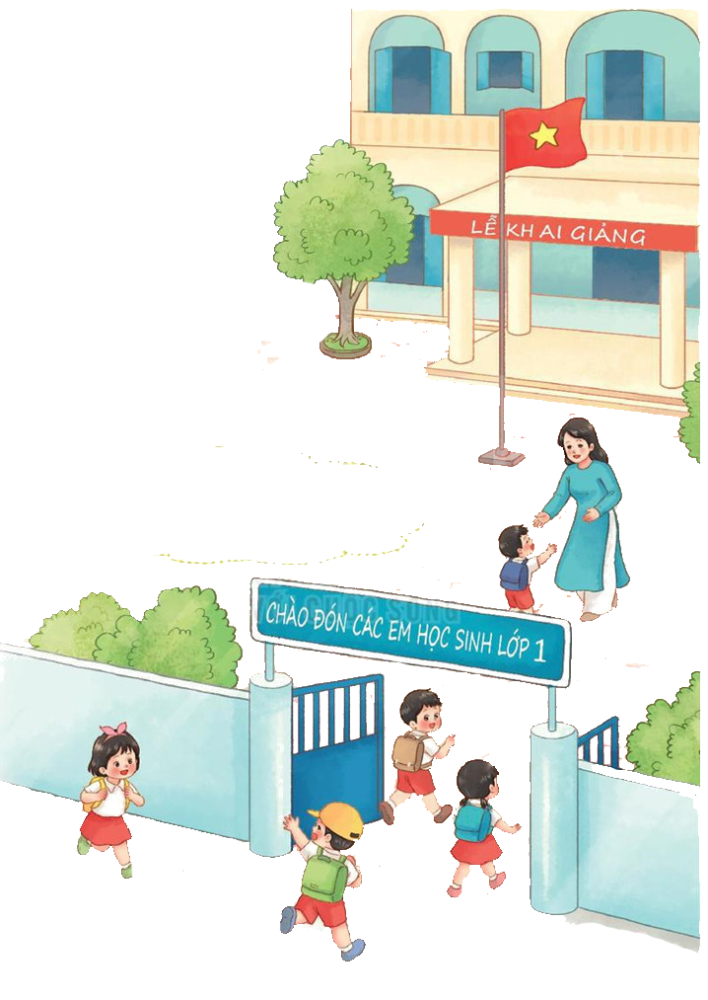 LỄ KHAI GIẢNG
CHÀO ĐÓN CÁC EM HỌC SINH LỚP 1